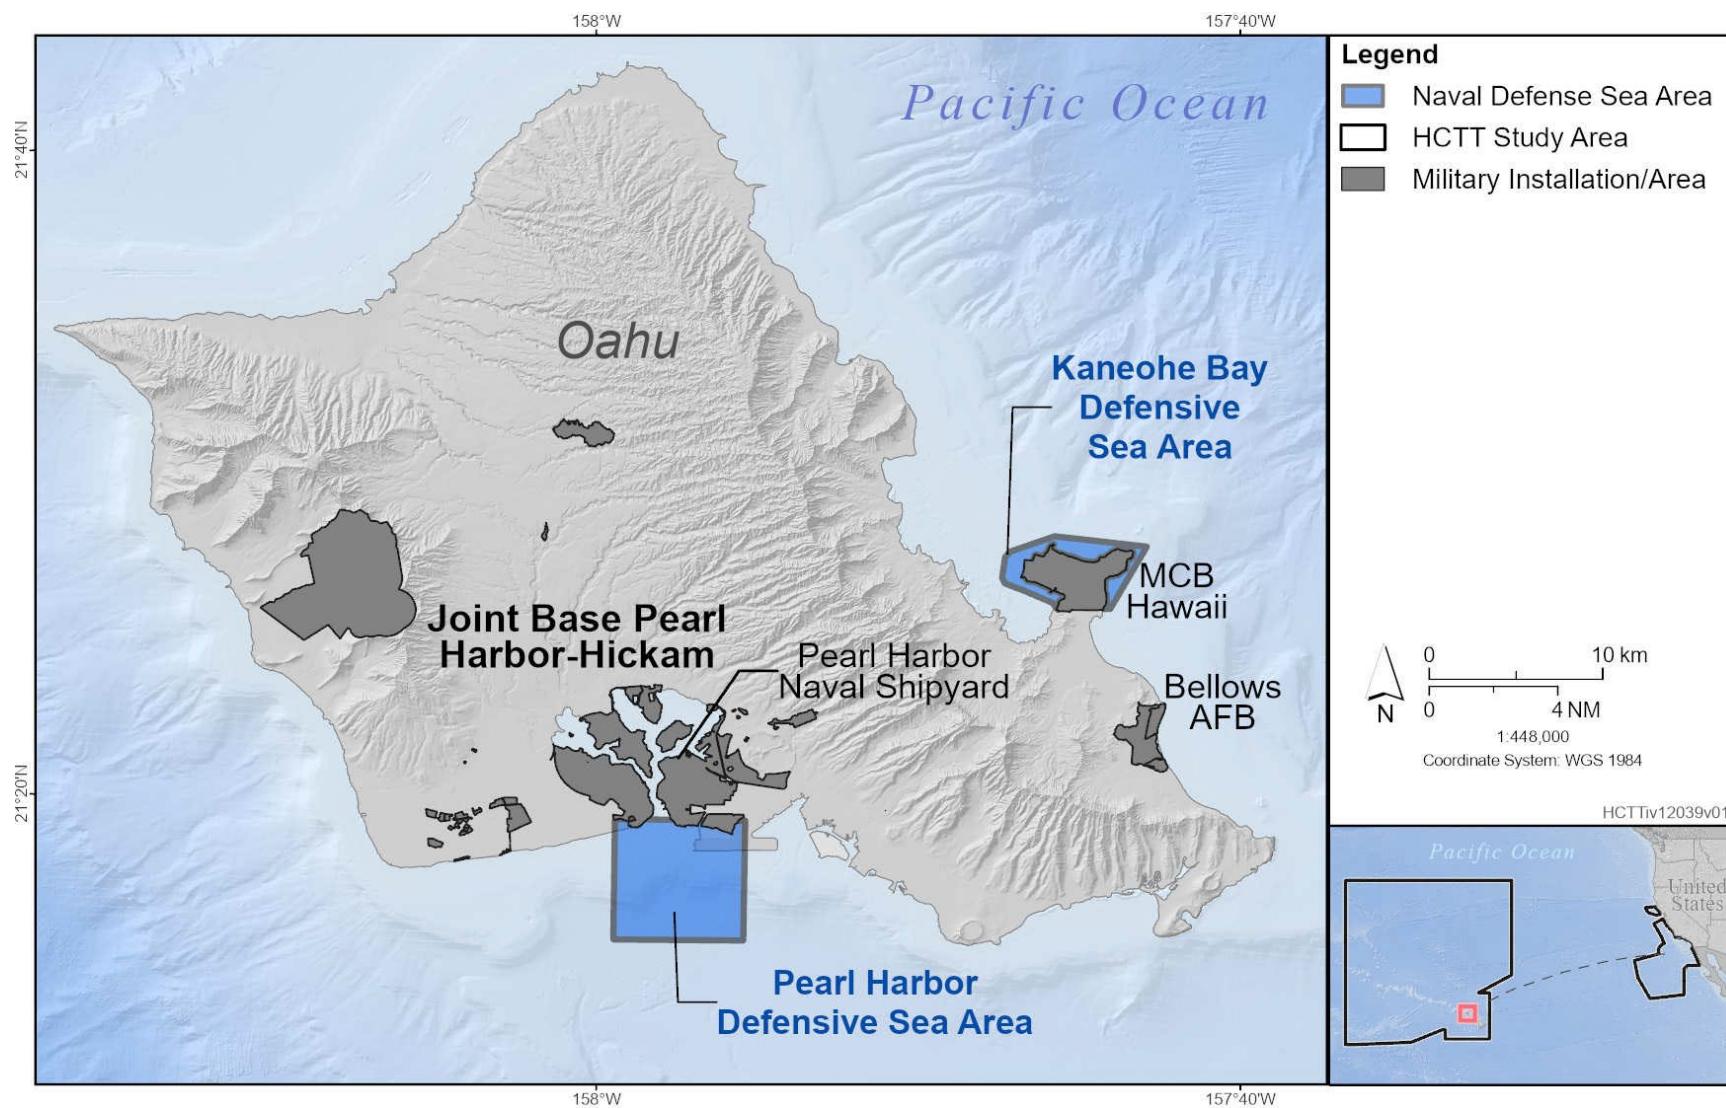 158°W
157°40'W
21°40'N
21°20'N
Pacific Ocean
Oahu
Kaneohe Bay
Defensive
Sea Area
MCB
Hawaii
Joint Base Pearl
Harbor-Hickam
Pearl Harbor
Naval Shipyard
Bellows
AFB
Pearl Harbor
Defensive Sea Area
158°W
157°40'W
Legend
Naval Defense Sea Area
HCTT Study Area
Military Installation/Area
N
0
10 km
0
4 NM
1:448,000
Coordinate System: WGS 1984
HCTTiv12039v01
Pacific Ocean
United
States